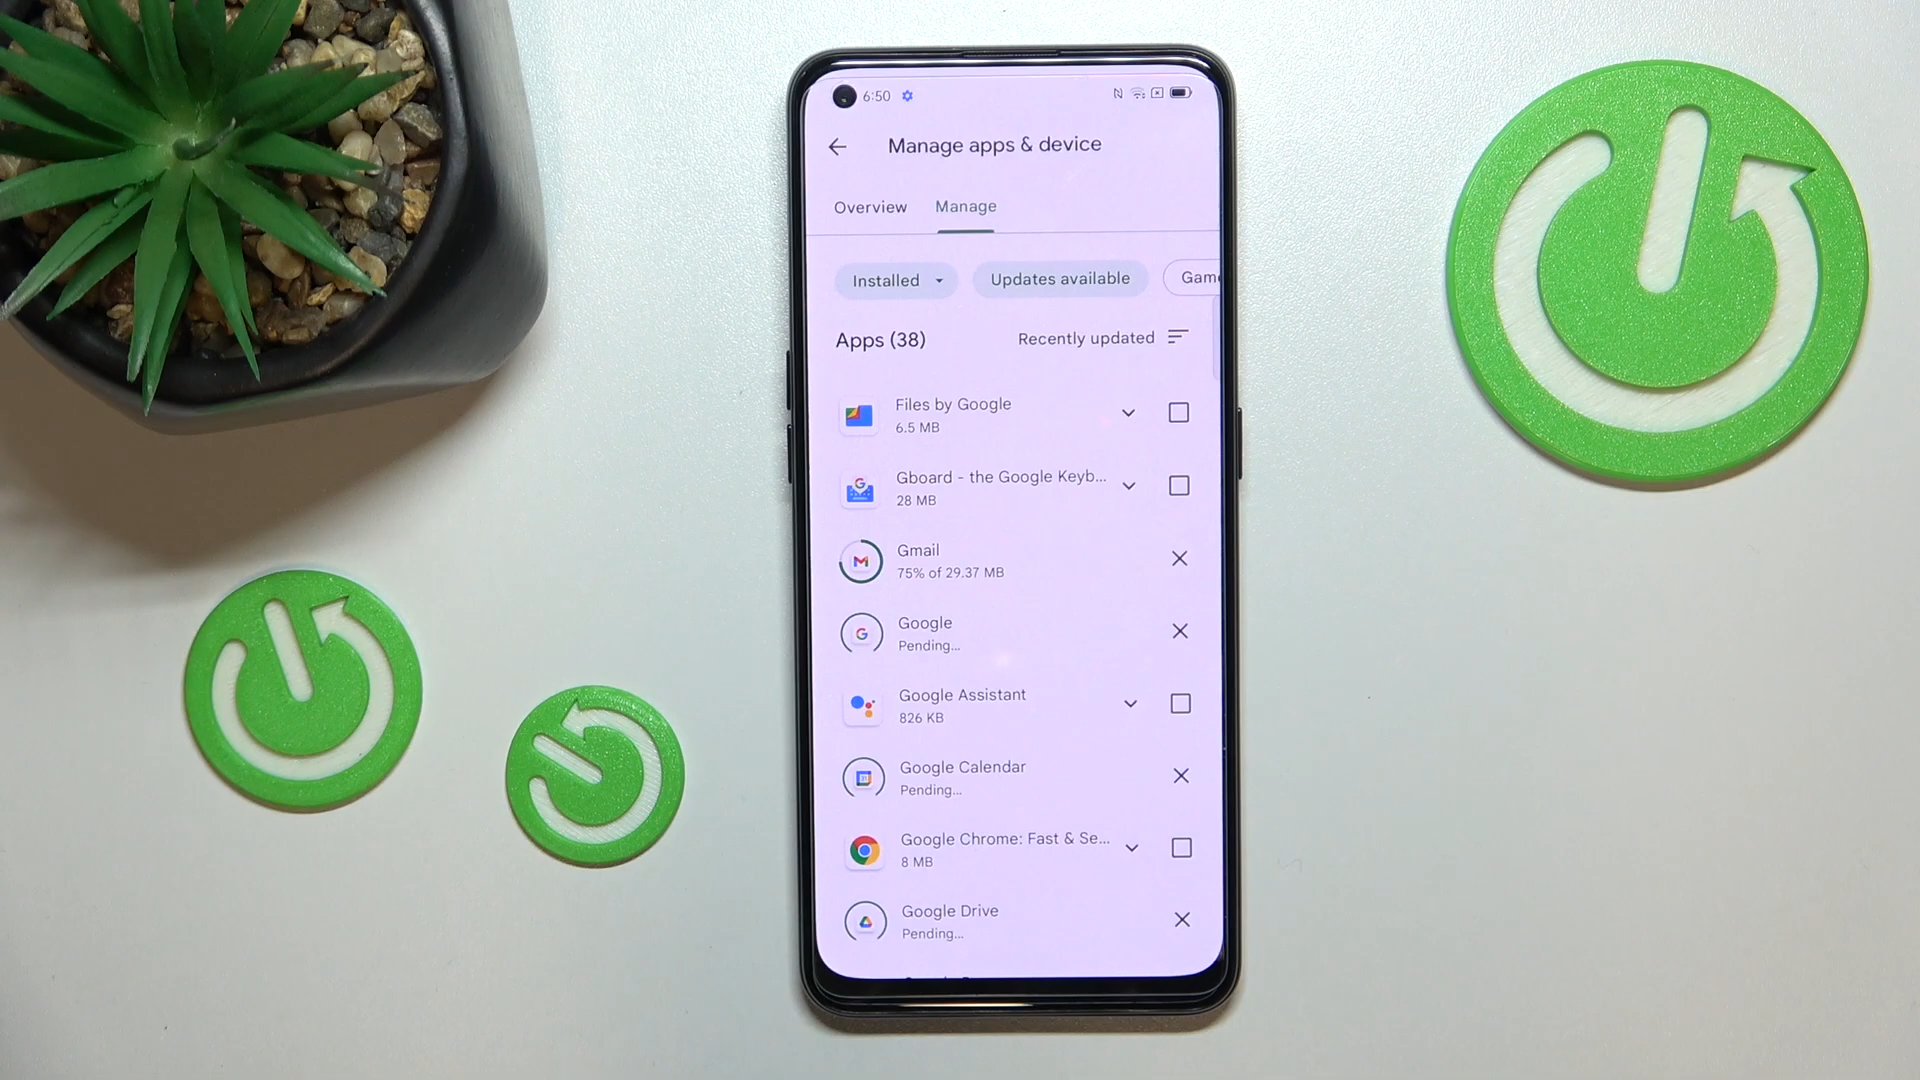 6:50
Manage apps & device
Overview Manage
Installed Updates available Gam
Apps (38) Recently updated
Files by Google
6.5 MB
Gboard - the Google Keyb...
28 MB
Gmail
75% of 29.37 MB
Google
Pending...
Google Assistant
826 KB
Google Calendar
Pending...
Google Chrome: Fast & Se...
8 MB
Google Drive
Pending...